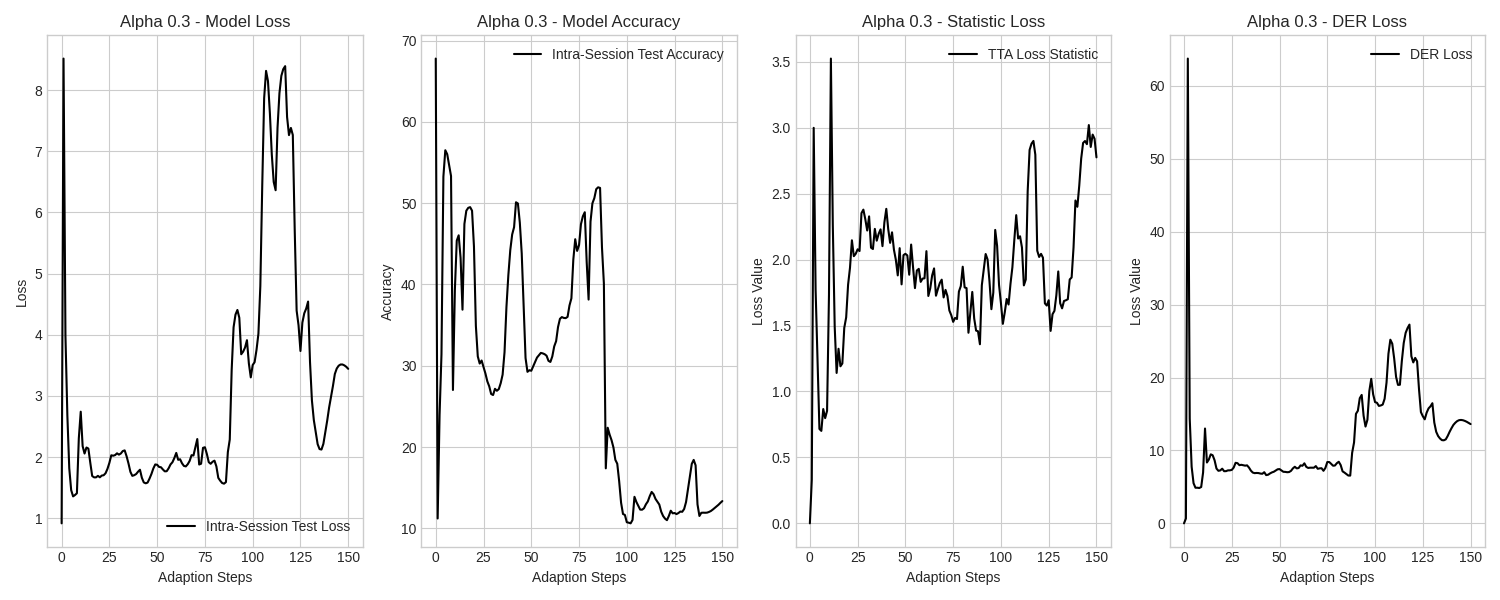 Alpha 0.3 - Model Loss
Loss
8
7
6
5
4
3
2
1
Intra-Session Test Loss
0 25 50 75 100 125 150
Adaption Steps
Alpha 0.3 - Model Accuracy
Accuracy
70
60
50
40
30
20
10
Intra-Session Test Accuracy
0 25 50 75 100 125 150
Adaption Steps
Alpha 0.3 - Statistic Loss
Loss Value
3.5
3.0
2.5
2.0
1.5
1.0
0.5
0.0
TTA Loss Statistic
0 25 50 75 100 125 150
Adaption Steps
Alpha 0.3 - DER Loss
Loss Value
60
50
40
30
20
10
0
DER Loss
0 25 50 75 100 125 150
Adaption Steps